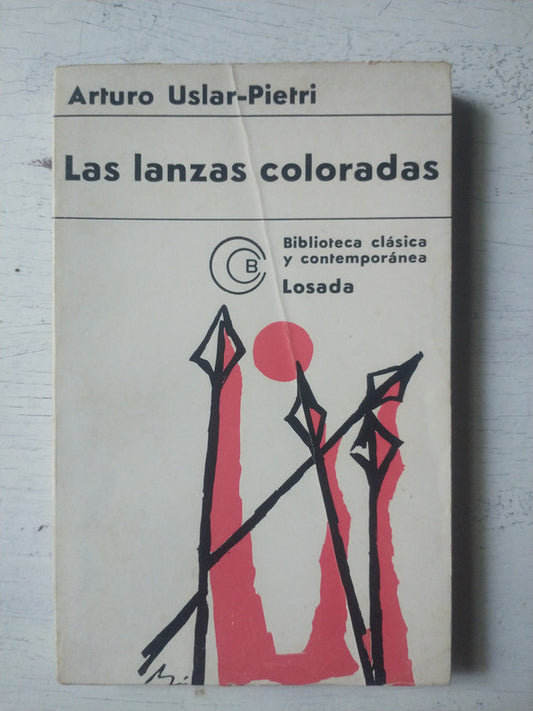 Arturo Uslar-Pietri
Las lanzas coloradas
B
Biblioteca clásica
y contemporánea
Losada